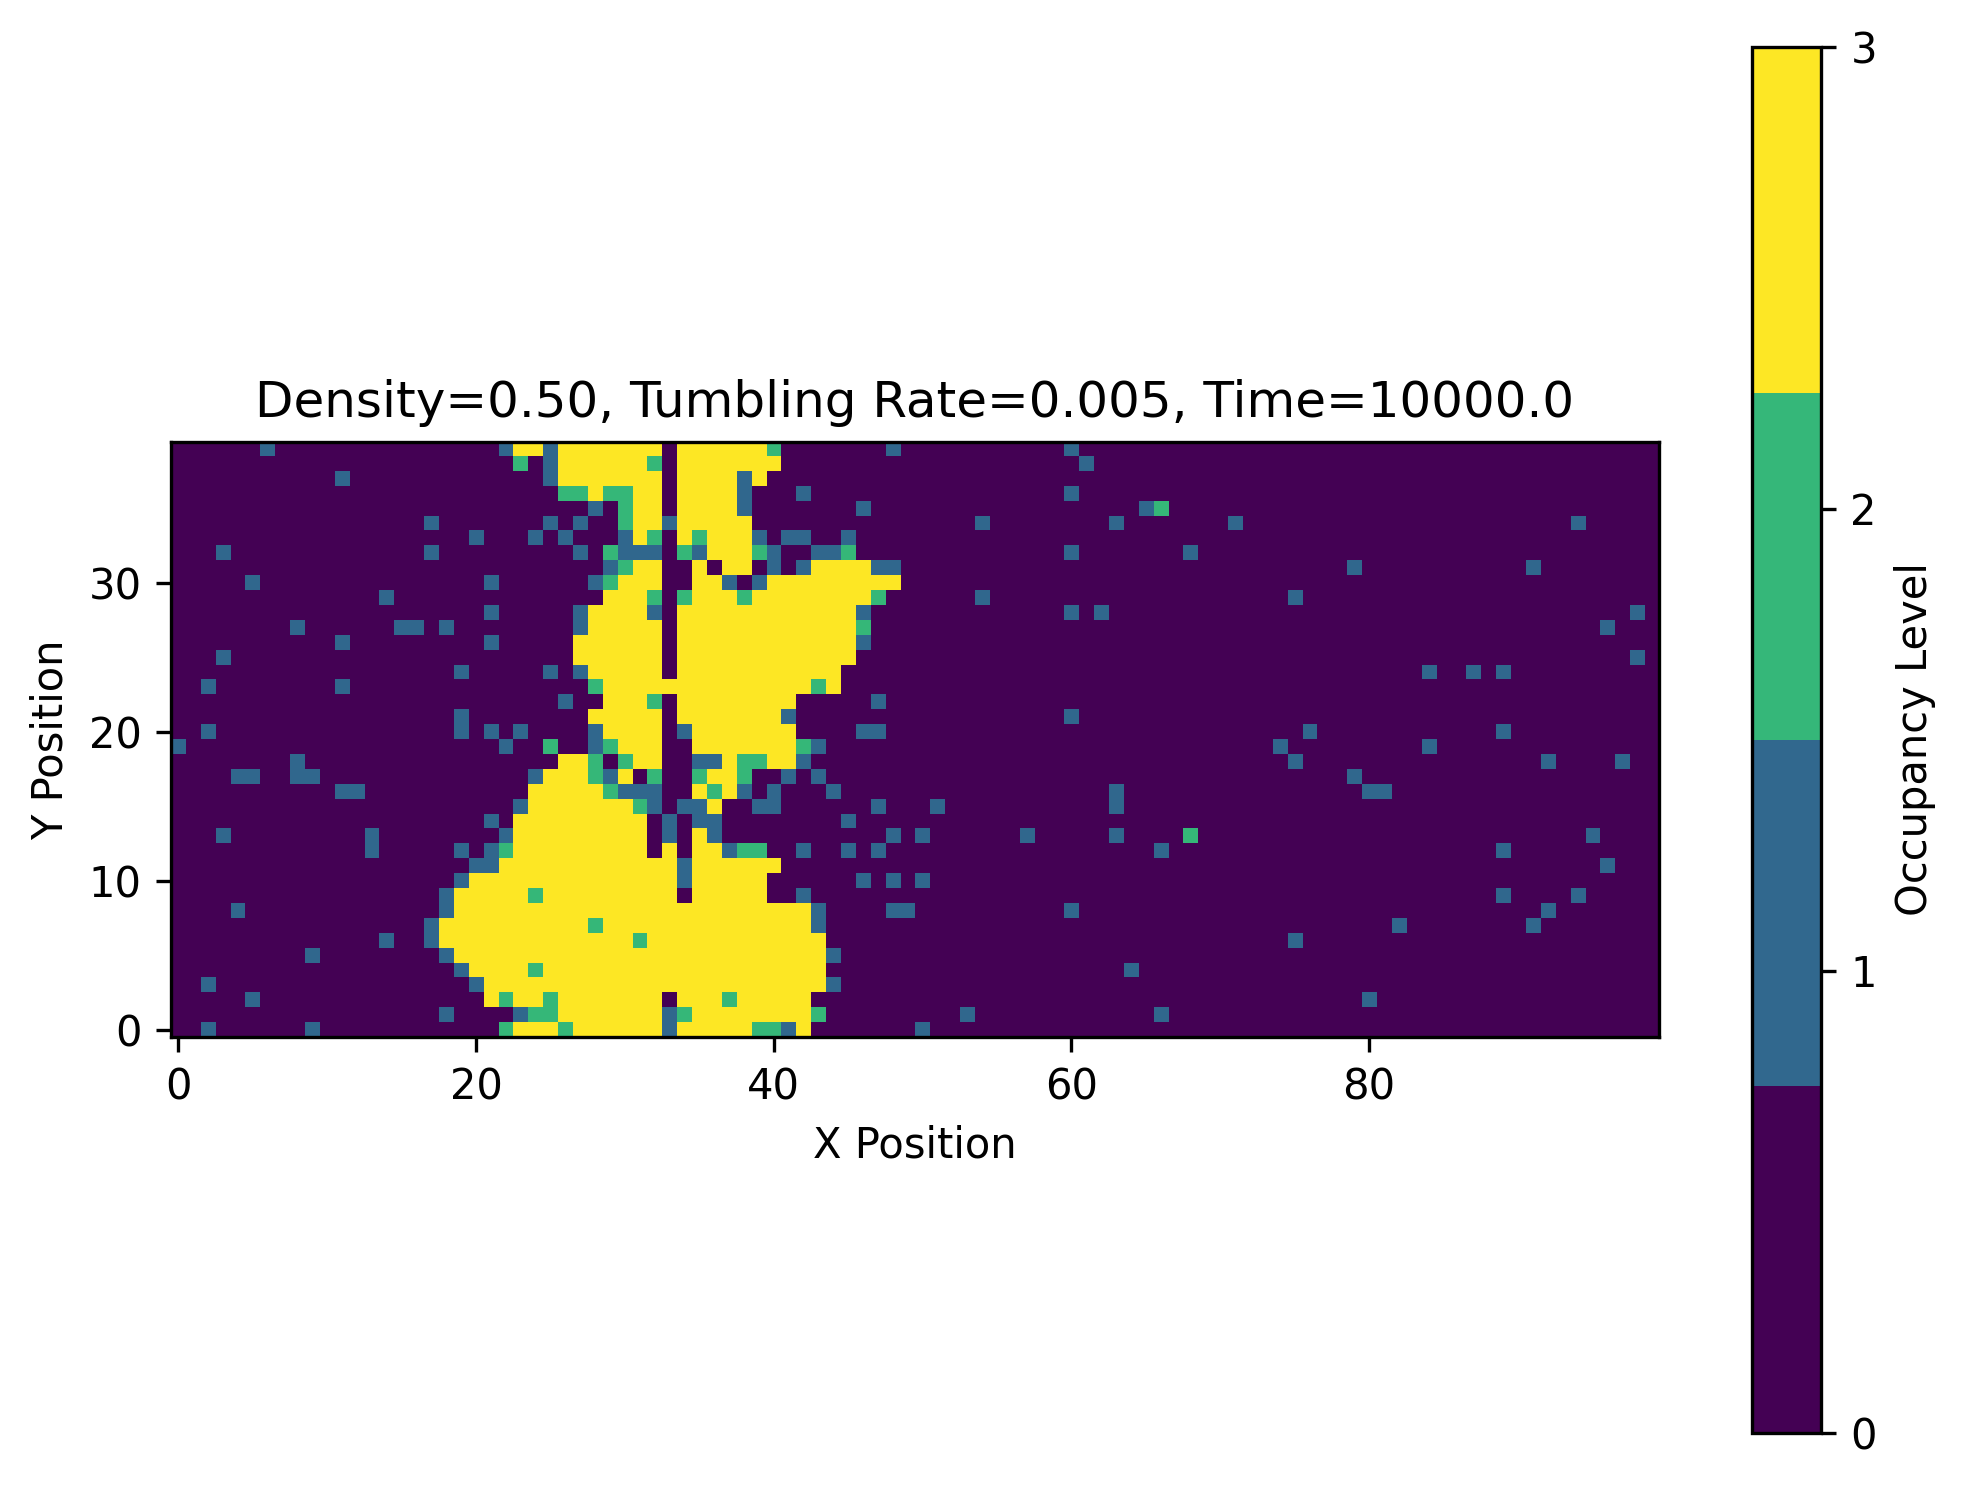 Density=0.50, Tumbling Rate=0.005, Time=10000.0
30
20
10
0
Y Position
0 20 40 60 80
X Position
3
2
1
0
Occupancy Level